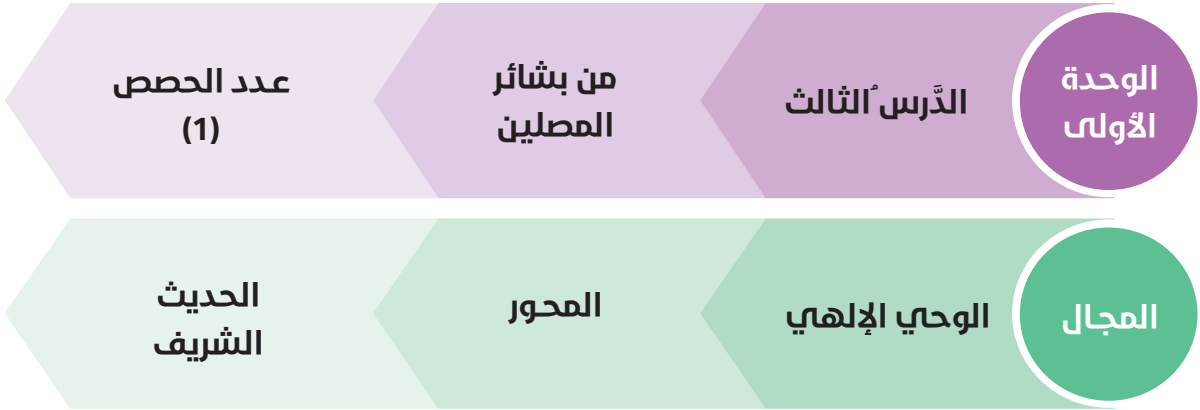 الوحدة
الأولى
الدَّرسُ الثالث
من بشائر
المصلين
عدد الحصص
(1)
المجال
الوحي الإلهي
المحور
الحديث
الشريف